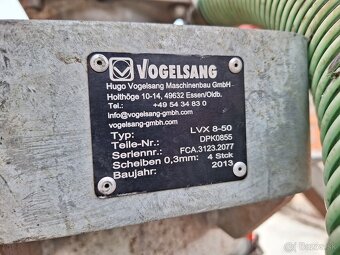 VOGELSANG
Hugo Vogelsang Maschinenbau GmbH
Holthöge 10-14, 49632 Essen/Oldb.
Tel.: +49 54 34 83 0
info@vogelsang-gmbh.com
vogelsang-gmbh.com
Typ: LVX 8-50
Teile-Nr.: DPK0855
Seriennr.: FCA.3123.2077
Scheiben 0,3mm: 4 Stck
Baujahr: 2013